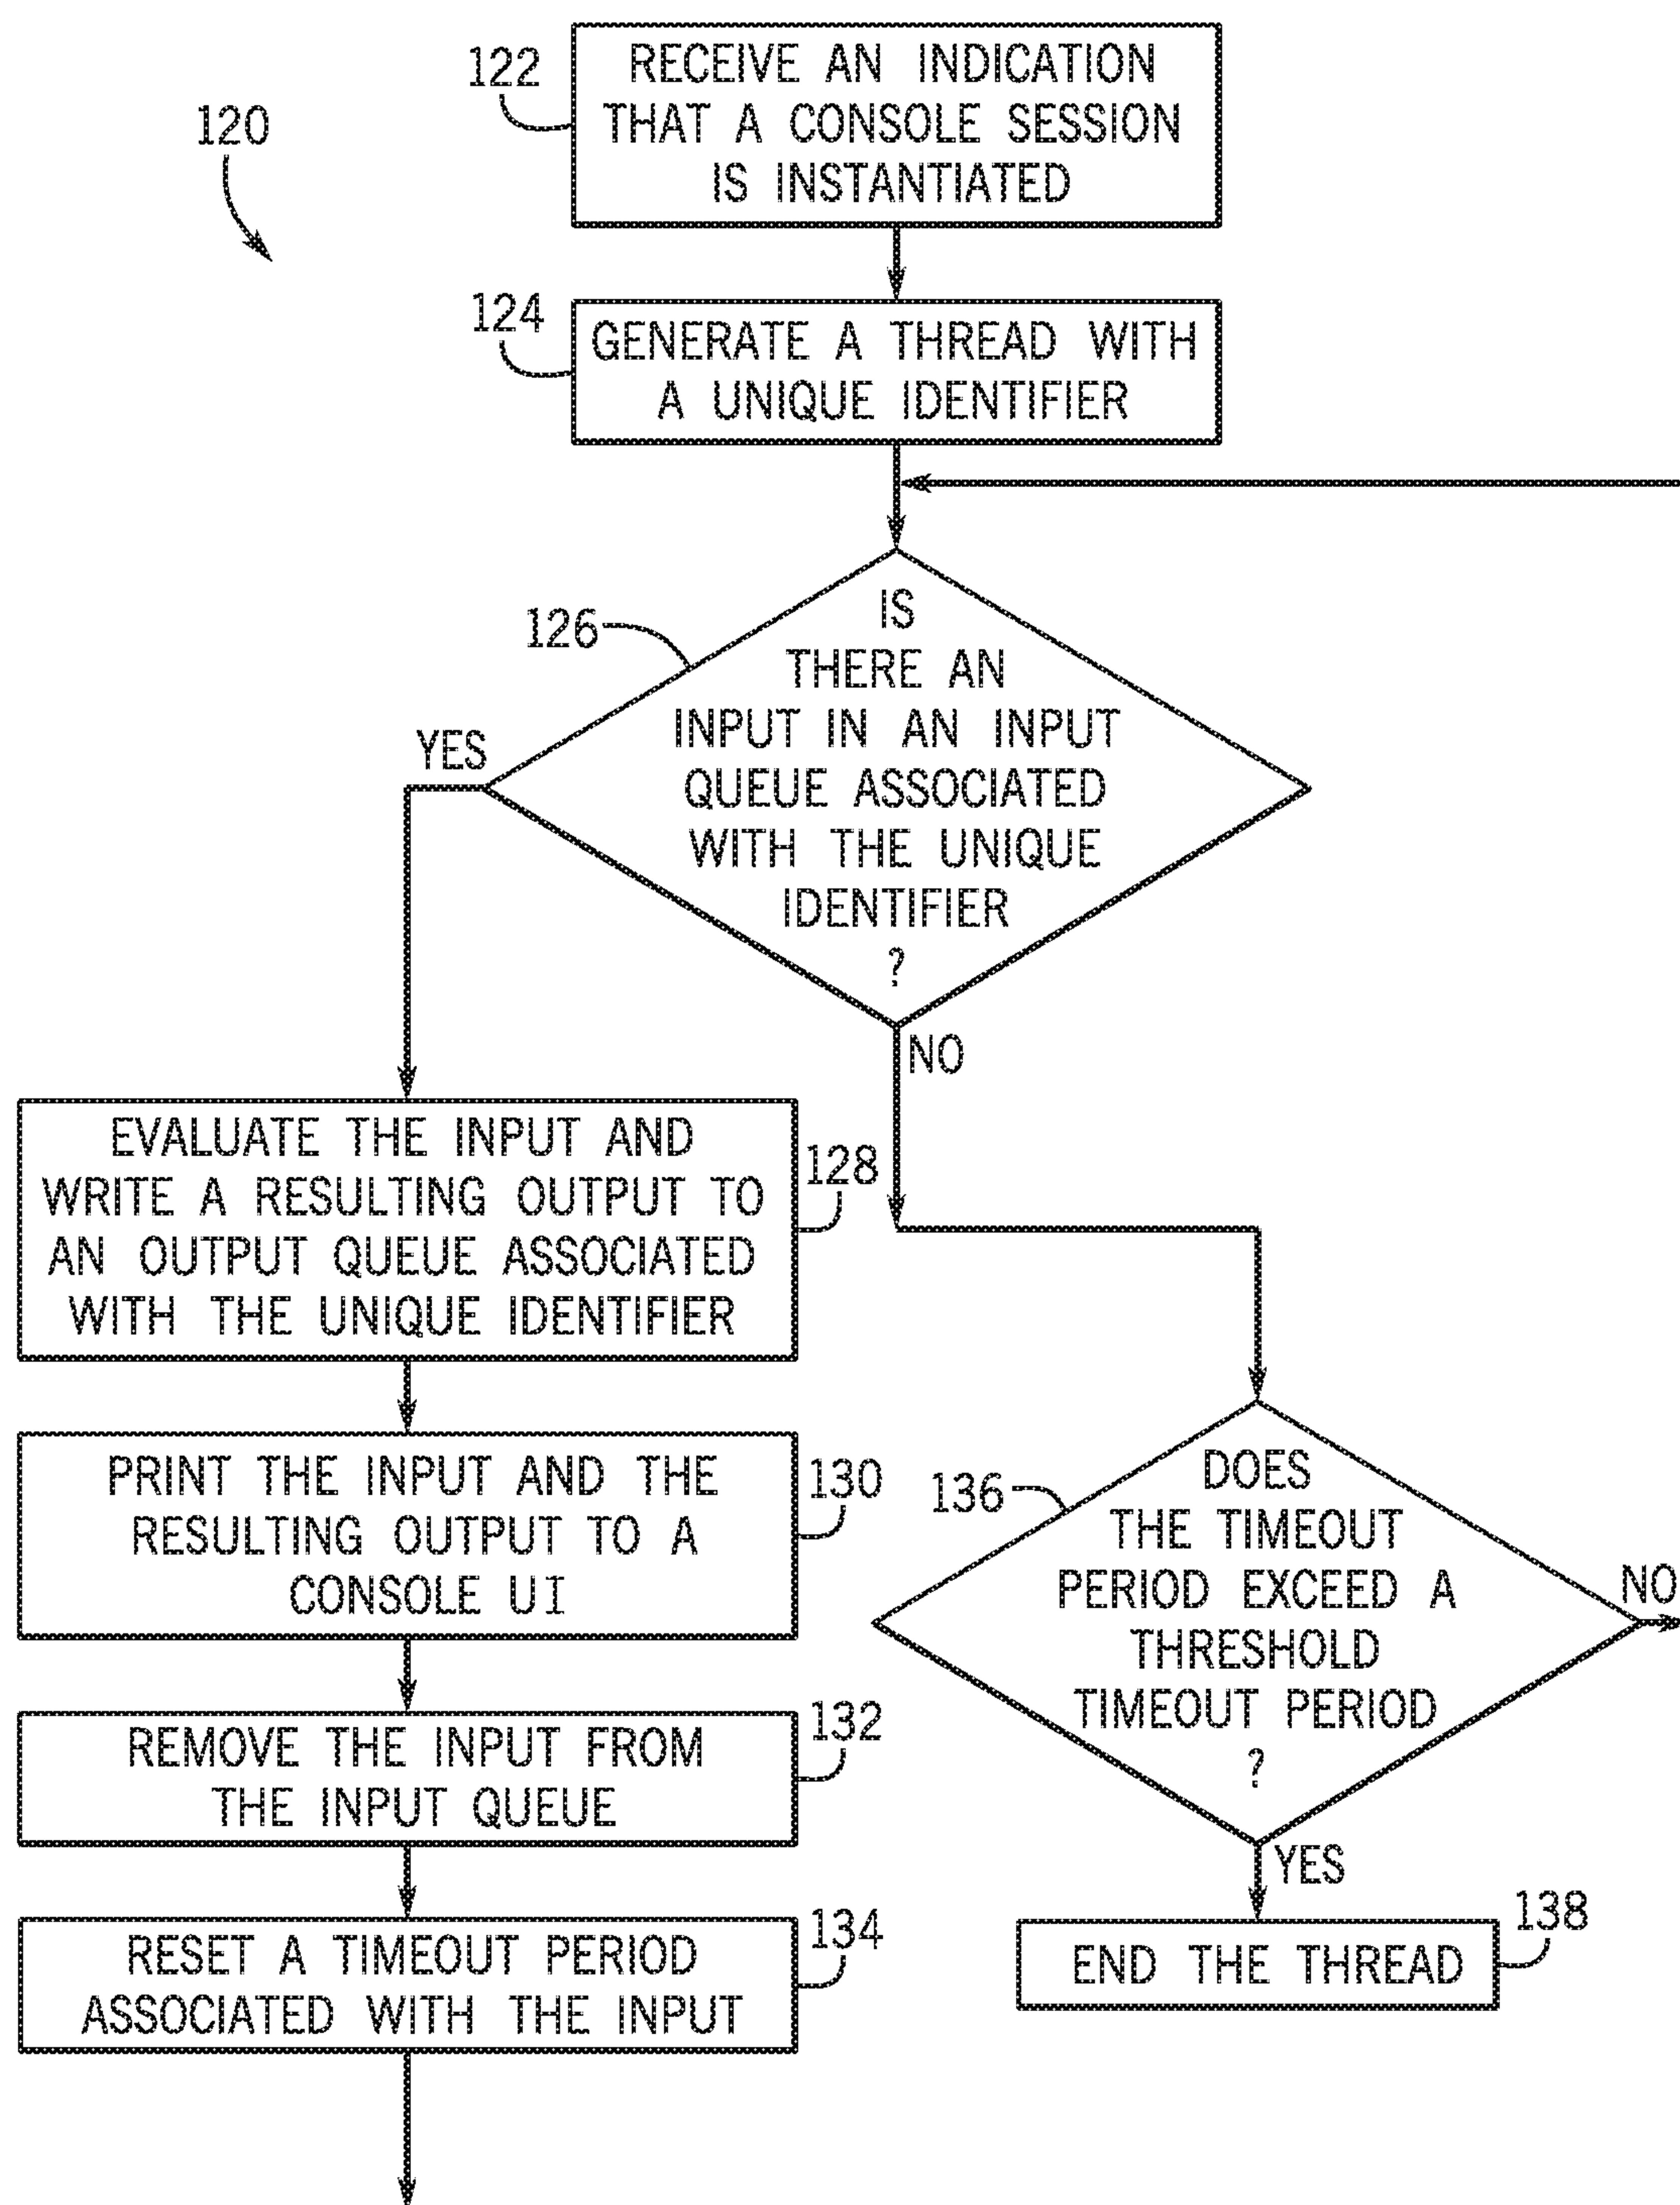 120
122
RECEIVE AN INDICATION
THAT A CONSOLE SESSION
IS INSTANTIATED
124
GENERATE A THREAD WITH
A UNIQUE IDENTIFIER
126
IS
THERE AN
INPUT IN AN INPUT
QUEUE ASSOCIATED
WITH THE UNIQUE
IDENTIFIER
?
YES
NO
EVALUATE THE INPUT AND
WRITE A RESULTING OUTPUT TO
AN OUTPUT QUEUE ASSOCIATED
WITH THE UNIQUE IDENTIFIER
128
PRINT THE INPUT AND THE
RESULTING OUTPUT TO A
CONSOLE UI
130
REMOVE THE INPUT FROM
THE INPUT QUEUE
132
RESET A TIMEOUT PERIOD
ASSOCIATED WITH THE INPUT
134
136
DOES
THE TIMEOUT
PERIOD EXCEED A
THRESHOLD
TIMEOUT PERIOD
?
NO
YES
END THE THREAD
138